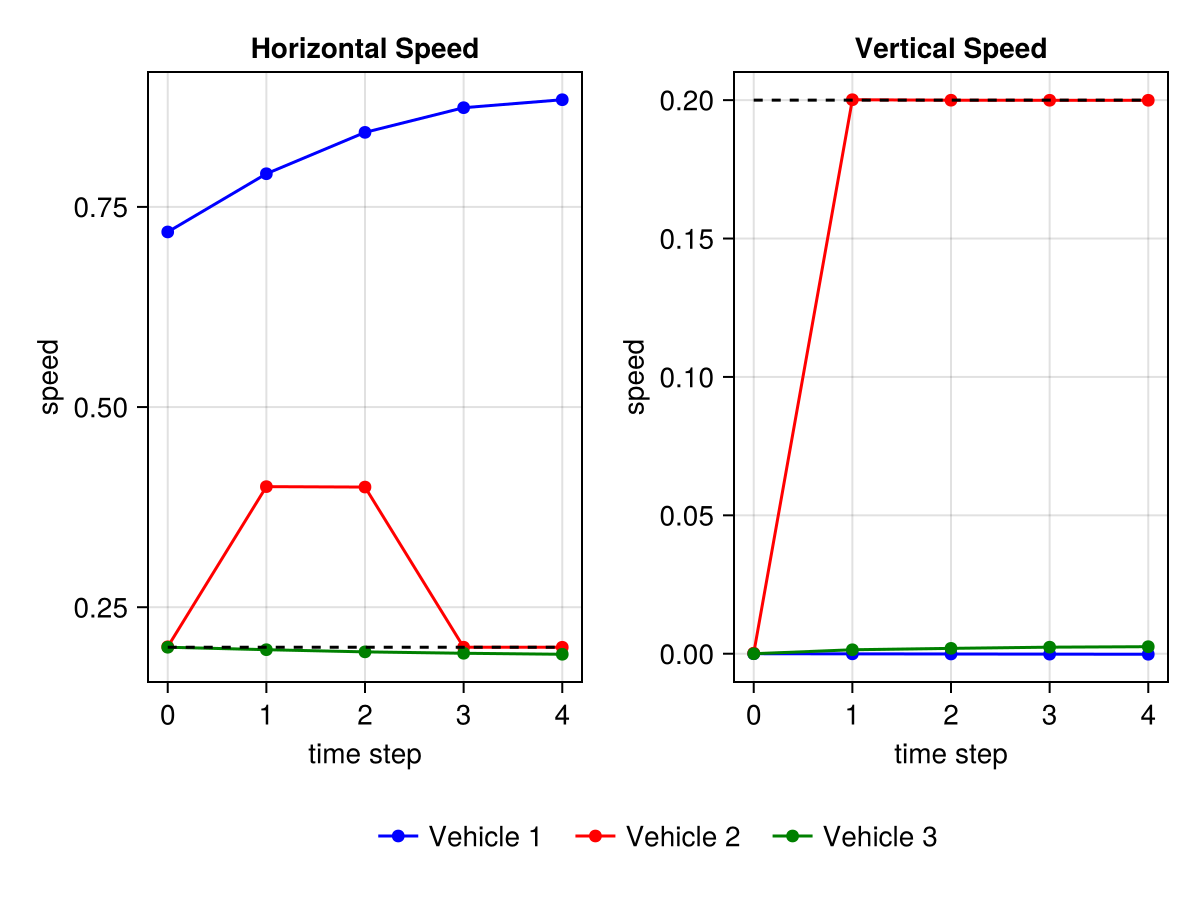 Horizontal Speed
speed
0.75
0.50
0.25
0
1
2
3
4
time step
Vertical Speed
speed
0.20
0.15
0.10
0.05
0.00
0
1
2
3
4
time step
Vehicle 1
Vehicle 2
Vehicle 3